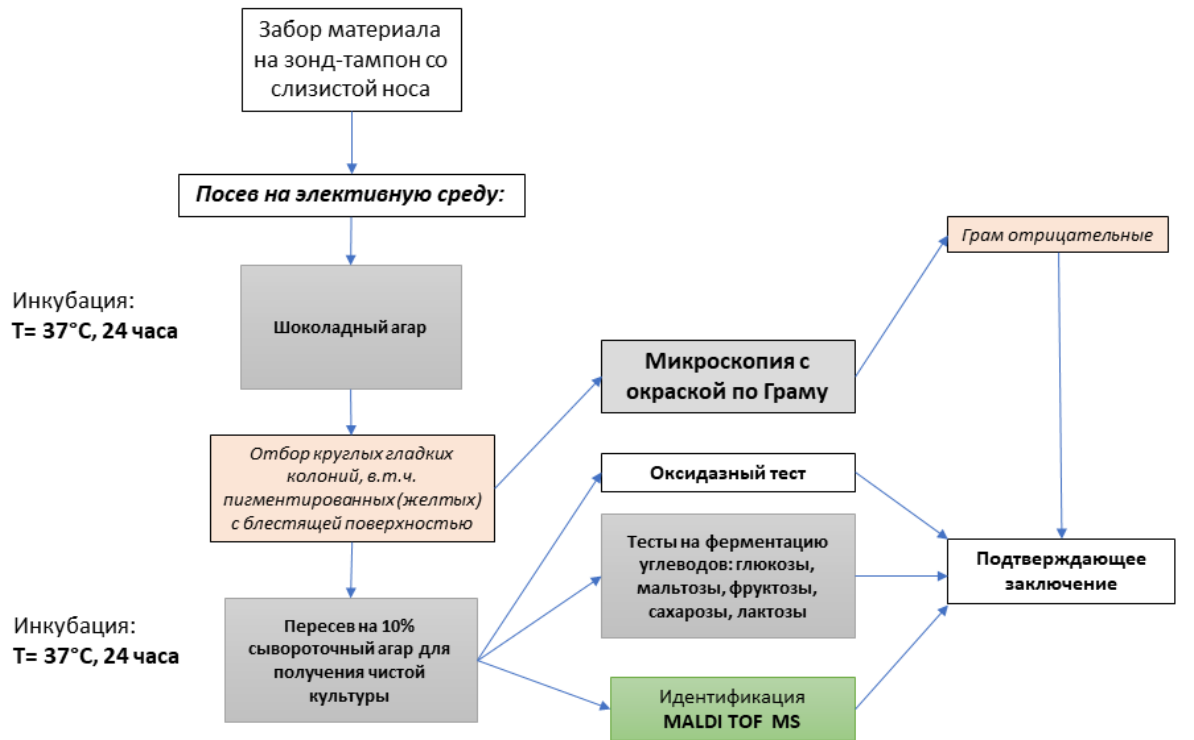 Забор материала
на зонд-тампон со
слизистой носа
Посев на элективную среду:
Инкубация:
Т= 37°С, 24 часа
Шоколадный агар
Отбор круглых гладких
колоний, в.т.ч.
пигментированных(желтых)
с блестящей поверхностью
Инкубация:
Т= 37°С, 24 часа
Пересев на 10%
сывороточный агар для
получения чистой
культуры
Микроскопия с
окраской по Граму
Грам отрицательные
Оксидазный тест
Тесты на ферментацию
углеводов: глюкозы,
мальтозы, фруктозы,
сахарозы, лактозы
Идентификация
MALDI TOF MS
Подтверждающее
заключение